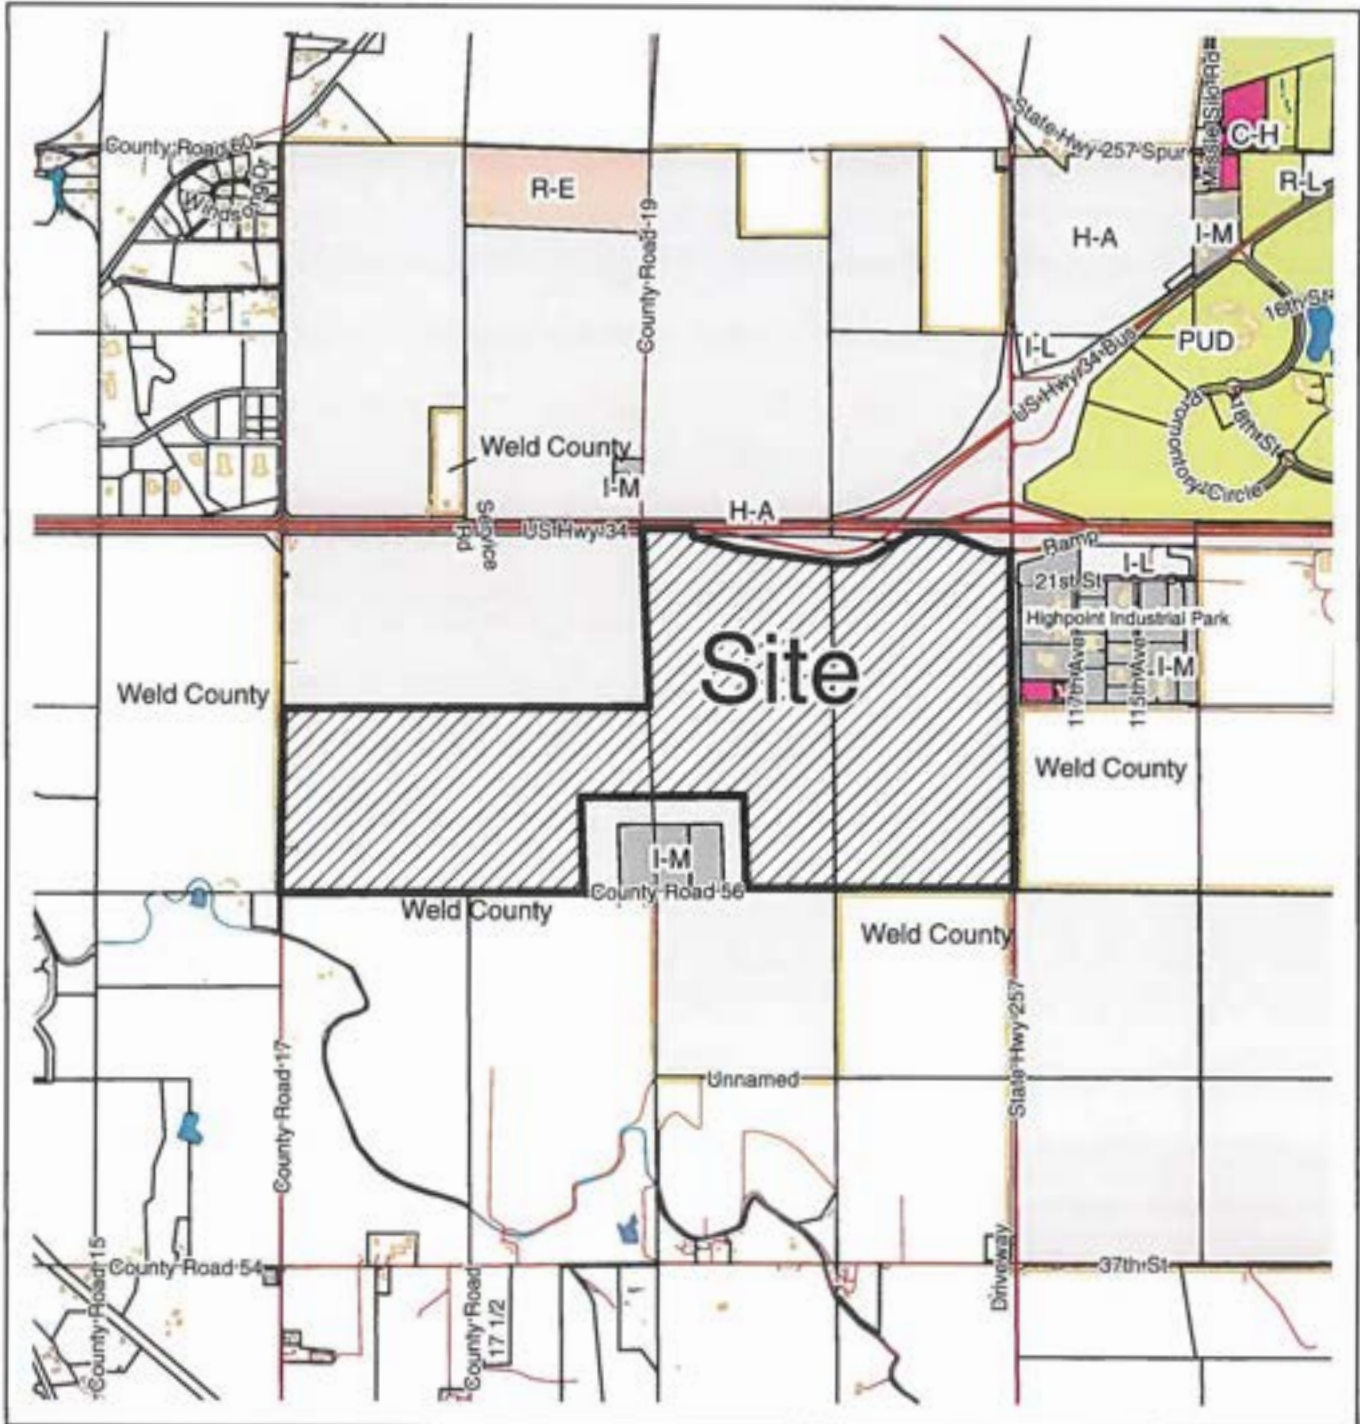 County Road 60
Windsong Dr
R-E
County Road 19
State Hwy 257 Spur
Missile Silo Rd
C-H
R-L
H-A
I-M
I-L
US Hwy 34 Bus
PUD
16th St
18th St
Promontory Circle
Weld County
I-M
H-A
Service Rd
US Hwy 34
Ramp
I-L
21st St
Highpoint Industrial Park
117th Ave
115th Ave
I-M
Site
Weld County
Weld County
I-M
County Road 56
Weld County
Weld County
State Hwy 257
County Road 17
Unnamed
County Road 15
County Road 54
County Road
17 1/2
Driveway
37th St